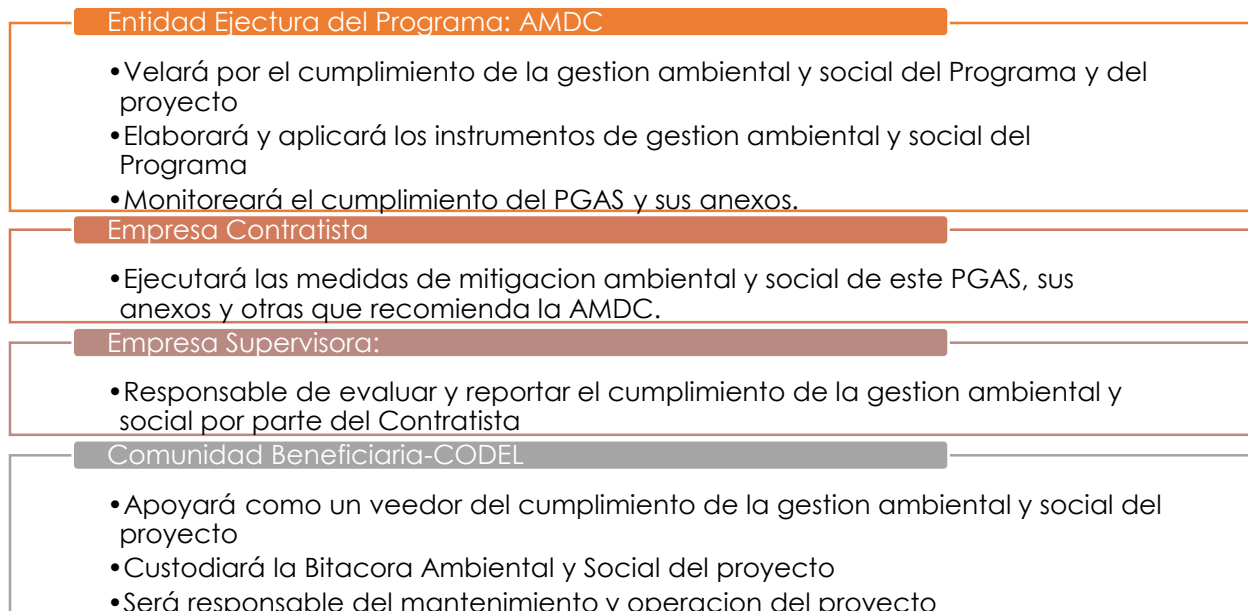 Entidad Ejectura del Programa: AMDC
•Velará por el cumplimiento de la gestion ambiental y social del Programa y del
proyecto
•Elaborará y aplicará los instrumentos de gestion ambiental y social del
Programa
•Monitoreará el cumplimiento del PGAS y sus anexos.
Empresa Contratista
•Ejecutará las medidas de mitigacion ambiental y social de este PGAS, sus
anexos y otras que recomienda la AMDC.
Empresa Supervisora:
•Responsable de evaluar y reportar el cumplimiento de la gestion ambiental y
social por parte del Contratista
Comunidad Beneficiaria-CODEL
•Apoyará como un veedor del cumplimiento de la gestion ambiental y social del
proyecto
•Custodiará la Bitacora Ambiental y Social del proyecto
•Será responsable del mantenimiento y operacion del proyecto